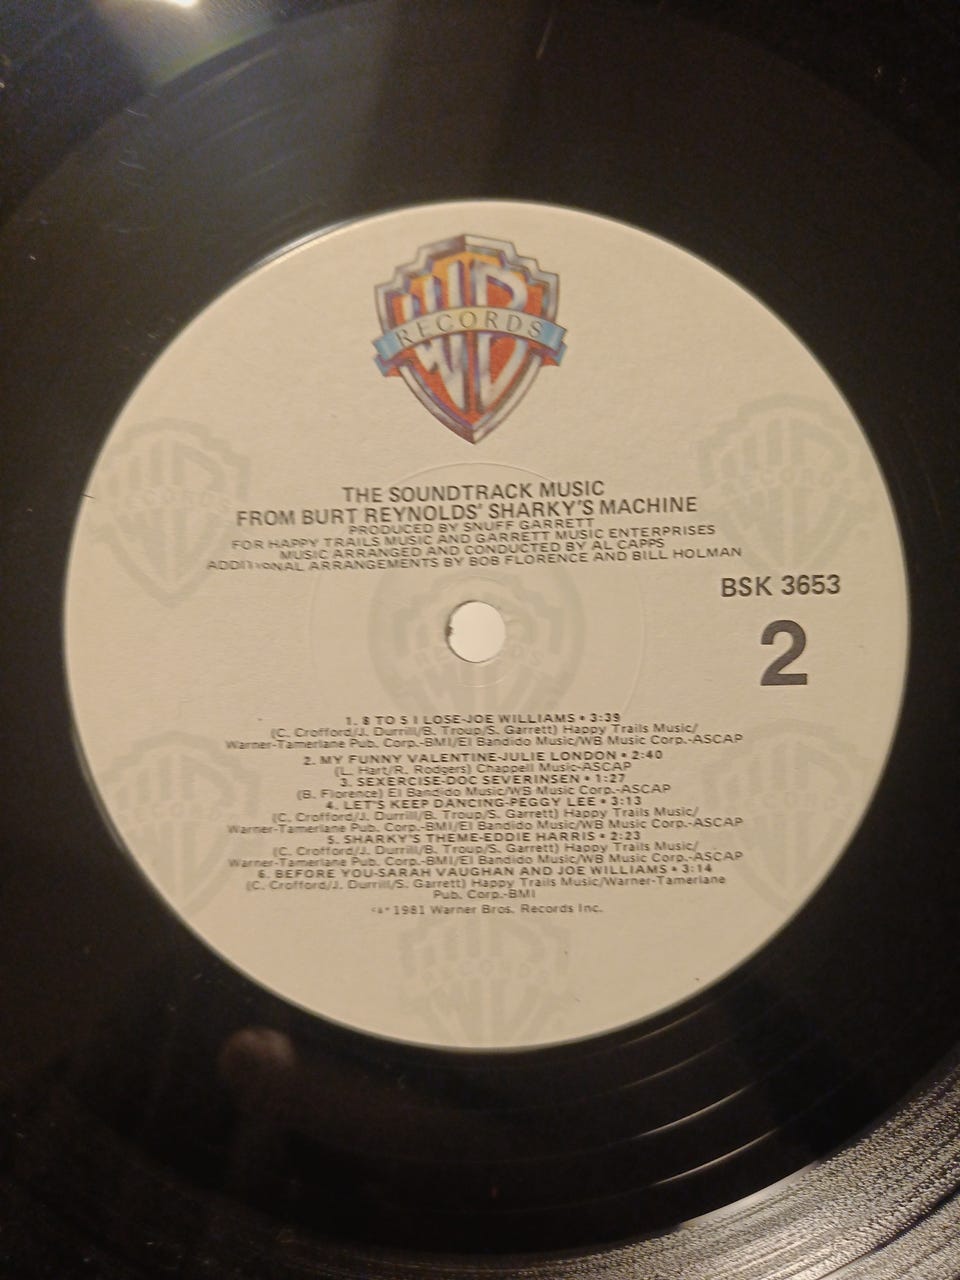 WB
RECORDS
THE SOUNDTRACK MUSIC
FROM BURT REYNOLDS' SHARKY'S MACHINE
PRODUCED BY SNUFF GARRETT
FOR HAPPY TRAILS MUSIC AND GARRETT MUSIC ENTERPRISES
MUSIC ARRANGED AND CONDUCTED BY AL CAPPS
ADDITIONAL ARRANGEMENTS BY BOB FLORENCE AND BILL HOLMAN
BSK 3653
2
1. 8 TO 5 I LOSE-JOE WILLIAMS • 3:39
(C. Crofford/J. Durrill/B. Troup/S. Garrett) Happy Trails Music/
Warner-Tamerlane Pub. Corp.-BMI/El Bandido Music/WB Music Corp.-ASCAP
2. MY FUNNY VALENTINE-JULIE LONDON • 2:40
(L. Hart/R. Rodgers) Chappell Music-ASCAP
3. SEXERCISE-DOC SEVERINSEN • 1:27
(B. Florence) El Bandido Music/WB Music Corp.-ASCAP
4. LET'S KEEP DANCING-PEGGY LEE • 3:13
(C. Crofford/J. Durrill/B. Troup/S. Garrett) Happy Trails Music/
Warner-Tamerlane Pub. Corp.-BMI/El Bandido Music/WB Music Corp.-ASCAP
5. SHARKY'S THEME-EDDIE HARRIS • 2:23
(C. Crofford/J. Durrill/B. Troup/S. Garrett) Happy Trails Music/
Warner-Tamerlane Pub. Corp.-BMI/El Bandido Music/WB Music Corp.-ASCAP
6. BEFORE YOU-SARAH VAUGHAN AND JOE WILLIAMS • 3:14
(C. Crofford/J. Durrill/S. Garrett) Happy Trails Music/Warner-Tamerlane
Pub. Corp.-BMI
1981 Warner Bros. Records Inc.